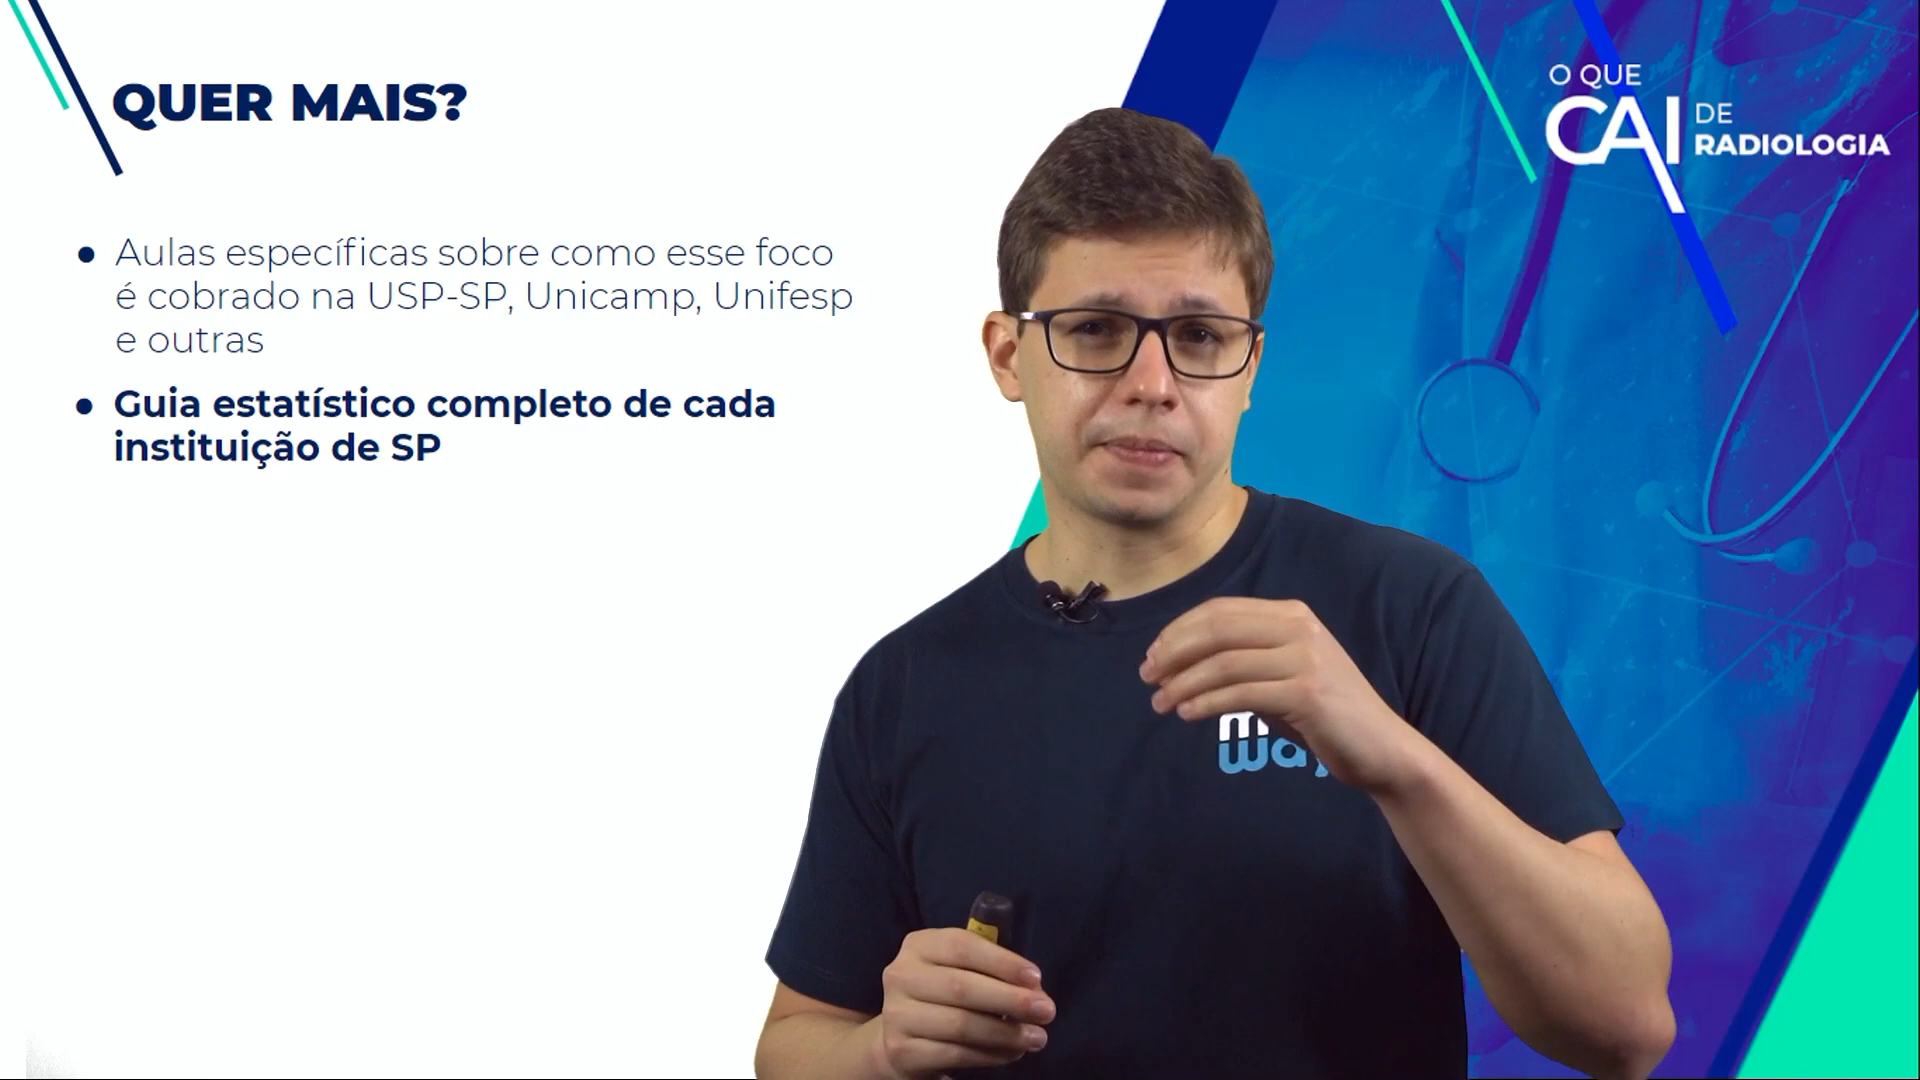 QUER MAIS?
● Aulas específicas sobre como esse foco
é cobrado na USP-SP, Unicamp, Unifesp
e outras
● Guia estatístico completo de cada
instituição de SP
O QUE
CAI DE
RADIOLOGIA
way